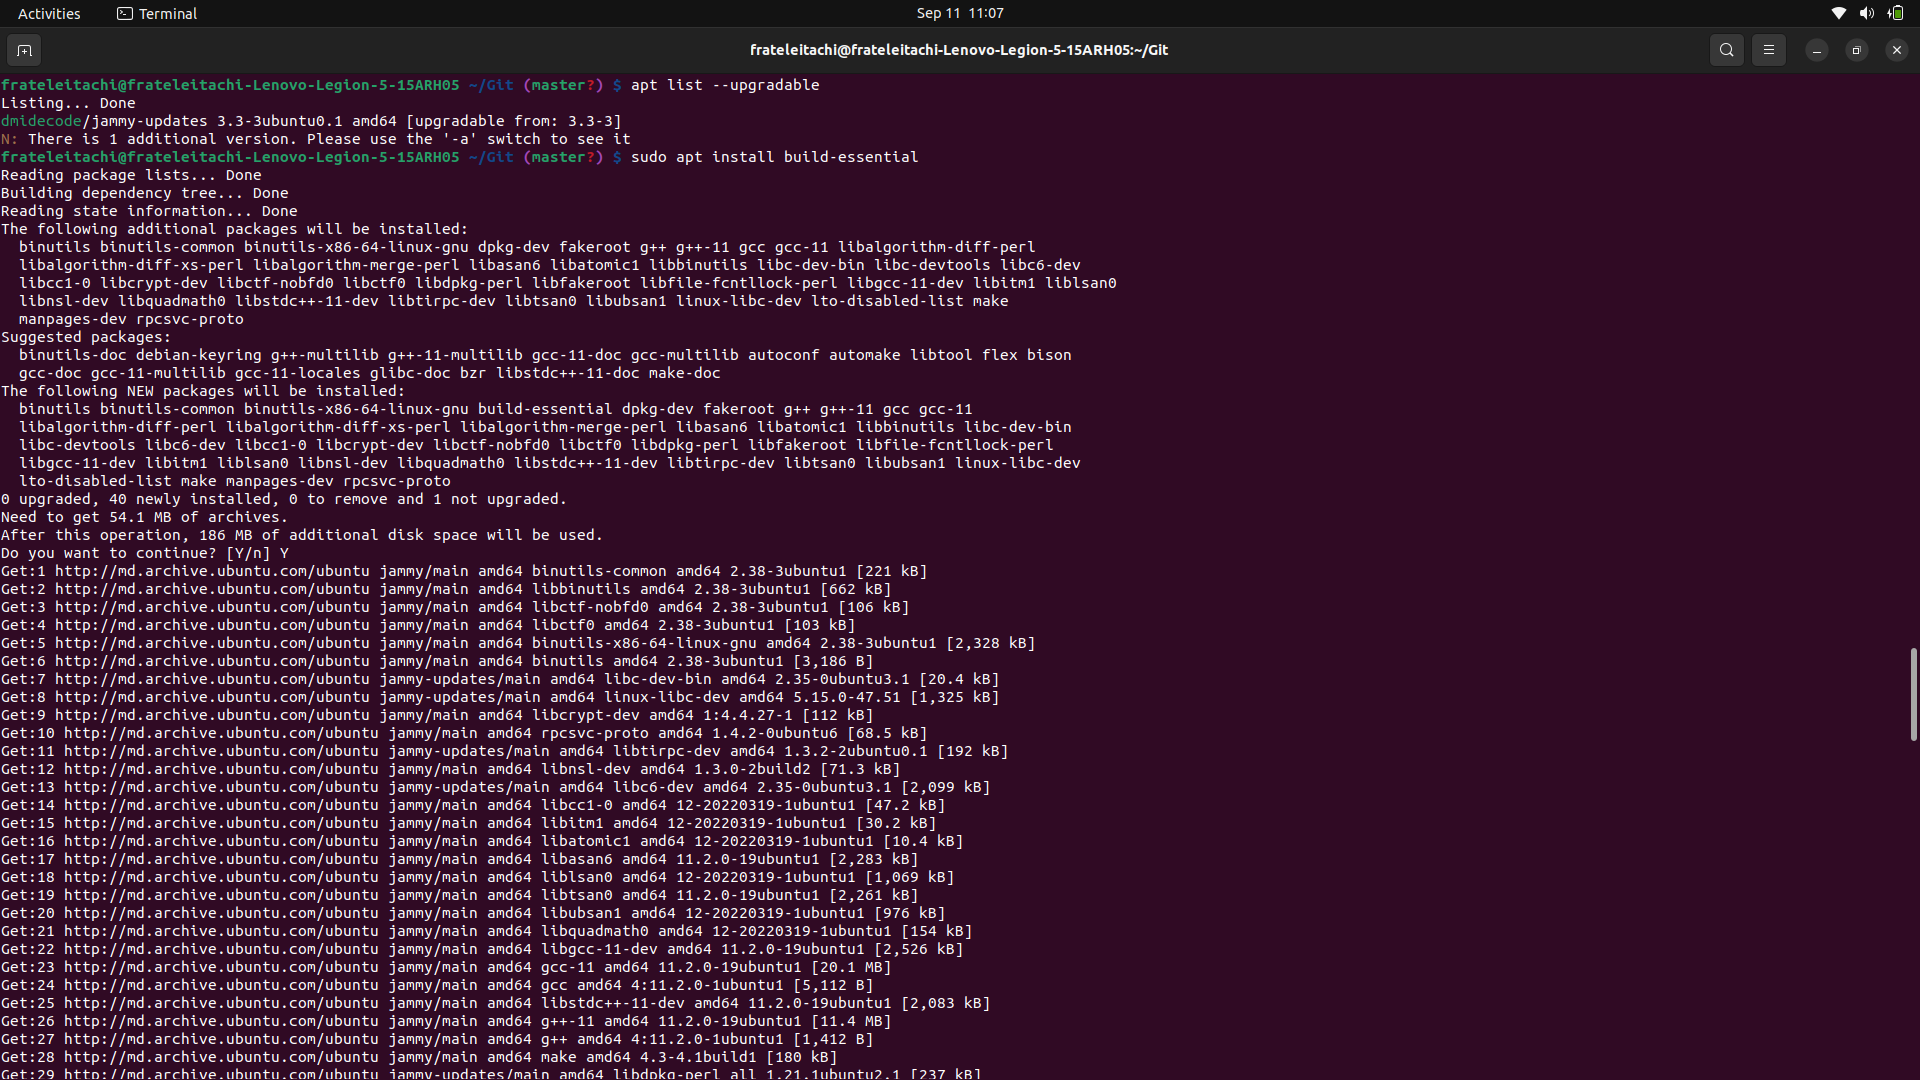 Activities Terminal Sep 11 11:07
frateleitachi@frateleitachi-Lenovo-Legion-5-15ARH05:~/Git
frateleitachi@frateleitachi-Lenovo-Legion-5-15ARH05 ~/Git (master?) $ apt list --upgradable
Listing... Done
dmidecode/jammy-updates 3.3-3ubuntu0.1 amd64 [upgradable from: 3.3-3]
N: There is 1 additional version. Please use the '-a' switch to see it
frateleitachi@frateleitachi-Lenovo-Legion-5-15ARH05 ~/Git (master?) $ sudo apt install build-essential
Reading package lists... Done
Building dependency tree... Done
Reading state information... Done
The following additional packages will be installed:
  binutils binutils-common binutils-x86-64-linux-gnu dpkg-dev fakeroot g++ g++-11 gcc gcc-11 libalgorithm-diff-perl
  libalgorithm-diff-xs-perl libalgorithm-merge-perl libasan6 libatomic1 libbinutils libc-dev-bin libc-devtools libc6-dev
  libcc1-0 libcrypt-dev libctf-nobfd0 libctf0 libdpkg-perl libfakeroot libfile-fcntllock-perl libgcc-11-dev libitm1 liblsan0
  libnsl-dev libquadmath0 libstdc++-11-dev libtirpc-dev libtsan0 libubsan1 linux-libc-dev lto-disabled-list make
  manpages-dev rpcsvc-proto
Suggested packages:
  binutils-doc debian-keyring g++-multilib g++-11-multilib gcc-11-doc gcc-multilib autoconf automake libtool flex bison
  gcc-doc gcc-11-multilib gcc-11-locales glibc-doc bzr libstdc++-11-doc make-doc
The following NEW packages will be installed:
  binutils binutils-common binutils-x86-64-linux-gnu build-essential dpkg-dev fakeroot g++ g++-11 gcc gcc-11
  libalgorithm-diff-perl libalgorithm-diff-xs-perl libalgorithm-merge-perl libasan6 libatomic1 libbinutils libc-dev-bin
  libc-devtools libc6-dev libcc1-0 libcrypt-dev libctf-nobfd0 libctf0 libdpkg-perl libfakeroot libfile-fcntllock-perl
  libgcc-11-dev libitm1 liblsan0 libnsl-dev libquadmath0 libstdc++-11-dev libtirpc-dev libtsan0 libubsan1 linux-libc-dev
  lto-disabled-list make manpages-dev rpcsvc-proto
0 upgraded, 40 newly installed, 0 to remove and 1 not upgraded.
Need to get 54.1 MB of archives.
After this operation, 186 MB of additional disk space will be used.
Do you want to continue? [Y/n] Y
Get:1 http://md.archive.ubuntu.com/ubuntu jammy/main amd64 binutils-common amd64 2.38-3ubuntu1 [221 kB]
Get:2 http://md.archive.ubuntu.com/ubuntu jammy/main amd64 libbinutils amd64 2.38-3ubuntu1 [662 kB]
Get:3 http://md.archive.ubuntu.com/ubuntu jammy/main amd64 libctf-nobfd0 amd64 2.38-3ubuntu1 [106 kB]
Get:4 http://md.archive.ubuntu.com/ubuntu jammy/main amd64 libctf0 amd64 2.38-3ubuntu1 [103 kB]
Get:5 http://md.archive.ubuntu.com/ubuntu jammy/main amd64 binutils-x86-64-linux-gnu amd64 2.38-3ubuntu1 [2,328 kB]
Get:6 http://md.archive.ubuntu.com/ubuntu jammy/main amd64 binutils amd64 2.38-3ubuntu1 [3,186 B]
Get:7 http://md.archive.ubuntu.com/ubuntu jammy-updates/main amd64 libc-dev-bin amd64 2.35-0ubuntu3.1 [20.4 kB]
Get:8 http://md.archive.ubuntu.com/ubuntu jammy-updates/main amd64 linux-libc-dev amd64 5.15.0-47.51 [1,325 kB]
Get:9 http://md.archive.ubuntu.com/ubuntu jammy/main amd64 libcrypt-dev amd64 1:4.4.27-1 [112 kB]
Get:10 http://md.archive.ubuntu.com/ubuntu jammy/main amd64 rpcsvc-proto amd64 1.4.2-0ubuntu6 [68.5 kB]
Get:11 http://md.archive.ubuntu.com/ubuntu jammy-updates/main amd64 libtirpc-dev amd64 1.3.2-2ubuntu0.1 [192 kB]
Get:12 http://md.archive.ubuntu.com/ubuntu jammy/main amd64 libnsl-dev amd64 1.3.0-2build2 [71.3 kB]
Get:13 http://md.archive.ubuntu.com/ubuntu jammy-updates/main amd64 libc6-dev amd64 2.35-0ubuntu3.1 [2,099 kB]
Get:14 http://md.archive.ubuntu.com/ubuntu jammy/main amd64 libcc1-0 amd64 12-20220319-1ubuntu1 [47.2 kB]
Get:15 http://md.archive.ubuntu.com/ubuntu jammy/main amd64 libitm1 amd64 12-20220319-1ubuntu1 [30.2 kB]
Get:16 http://md.archive.ubuntu.com/ubuntu jammy/main amd64 libatomic1 amd64 12-20220319-1ubuntu1 [10.4 kB]
Get:17 http://md.archive.ubuntu.com/ubuntu jammy/main amd64 libasan6 amd64 11.2.0-19ubuntu1 [2,283 kB]
Get:18 http://md.archive.ubuntu.com/ubuntu jammy/main amd64 liblsan0 amd64 12-20220319-1ubuntu1 [1,069 kB]
Get:19 http://md.archive.ubuntu.com/ubuntu jammy/main amd64 libtsan0 amd64 11.2.0-19ubuntu1 [2,261 kB]
Get:20 http://md.archive.ubuntu.com/ubuntu jammy/main amd64 libubsan1 amd64 12-20220319-1ubuntu1 [976 kB]
Get:21 http://md.archive.ubuntu.com/ubuntu jammy/main amd64 libquadmath0 amd64 12-20220319-1ubuntu1 [154 kB]
Get:22 http://md.archive.ubuntu.com/ubuntu jammy/main amd64 libgcc-11-dev amd64 11.2.0-19ubuntu1 [2,526 kB]
Get:23 http://md.archive.ubuntu.com/ubuntu jammy/main amd64 gcc-11 amd64 11.2.0-19ubuntu1 [20.1 MB]
Get:24 http://md.archive.ubuntu.com/ubuntu jammy/main amd64 gcc amd64 4:11.2.0-1ubuntu1 [5,112 B]
Get:25 http://md.archive.ubuntu.com/ubuntu jammy/main amd64 libstdc++-11-dev amd64 11.2.0-19ubuntu1 [2,083 kB]
Get:26 http://md.archive.ubuntu.com/ubuntu jammy/main amd64 g++-11 amd64 11.2.0-19ubuntu1 [11.4 MB]
Get:27 http://md.archive.ubuntu.com/ubuntu jammy/main amd64 g++ amd64 4:11.2.0-1ubuntu1 [1,412 B]
Get:28 http://md.archive.ubuntu.com/ubuntu jammy/main amd64 make amd64 4.3-4.1build1 [180 kB]
Get:29 http://md.archive.ubuntu.com/ubuntu jammy-updates/main amd64 libdpkg-perl all 1.21.1ubuntu2.1 [237 kB]